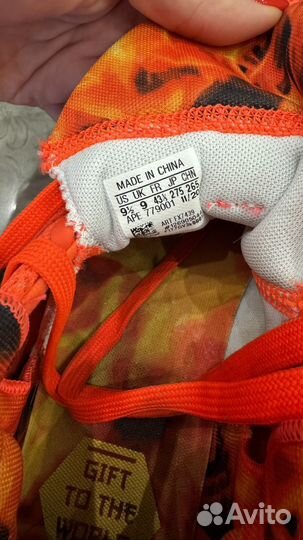 MADE IN CHINA
US UK FR JP CHN
9½ 9 43⅓ 275 265
APE 779001 11/20
ART FX7439
GIFT
TO THE
WORLD
Avito